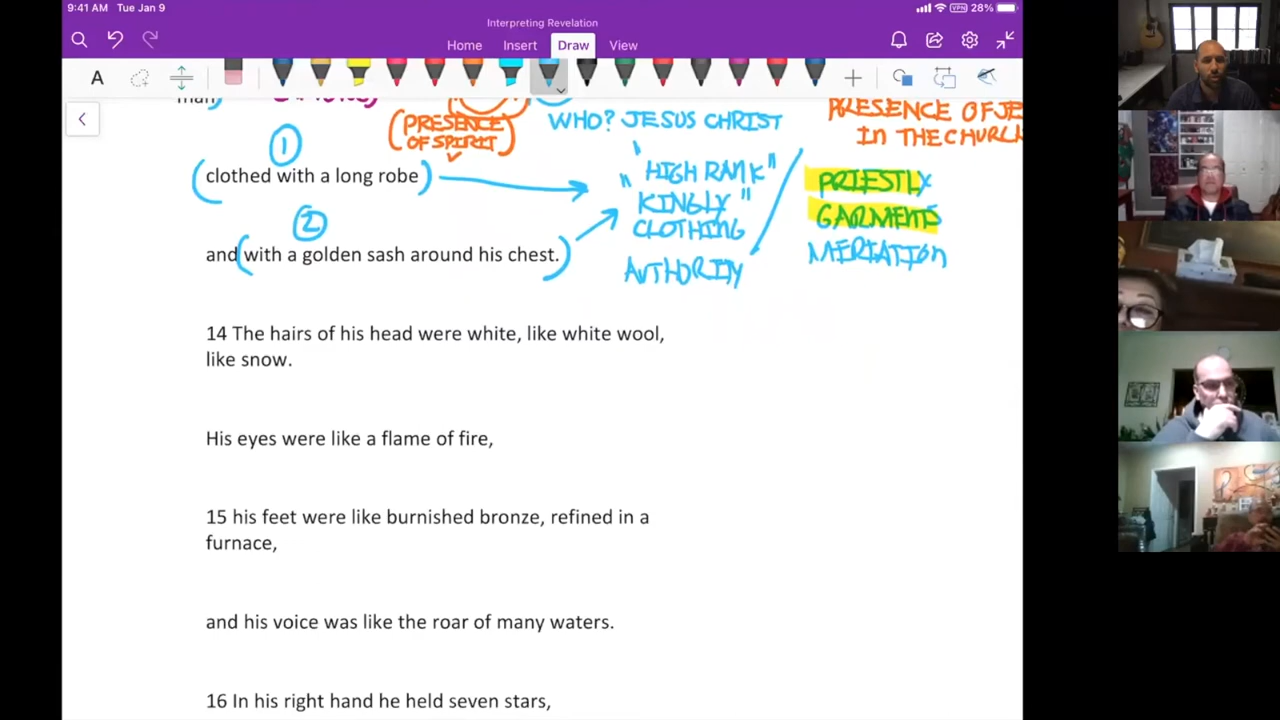 9:41 AM Tue Jan 9
VPN 28%
Interpreting Revelation
Home Insert Draw View
A
man)
(PRESENCE
OF SPIRIT)
WHO? JESUS CHRIST
PRESENCE OF JE
IN THE CHURCH
1
(clothed with a long robe)
"HIGH RANK"
"KINGLY"
CLOTHING
AUTHORITY
PRIESTLY
GARMENTS
MEDIATION
2
and (with a golden sash around his chest.)
14 The hairs of his head were white, like white wool,
like snow.
His eyes were like a flame of fire,
15 his feet were like burnished bronze, refined in a
furnace,
and his voice was like the roar of many waters.
16 In his right hand he held seven stars,